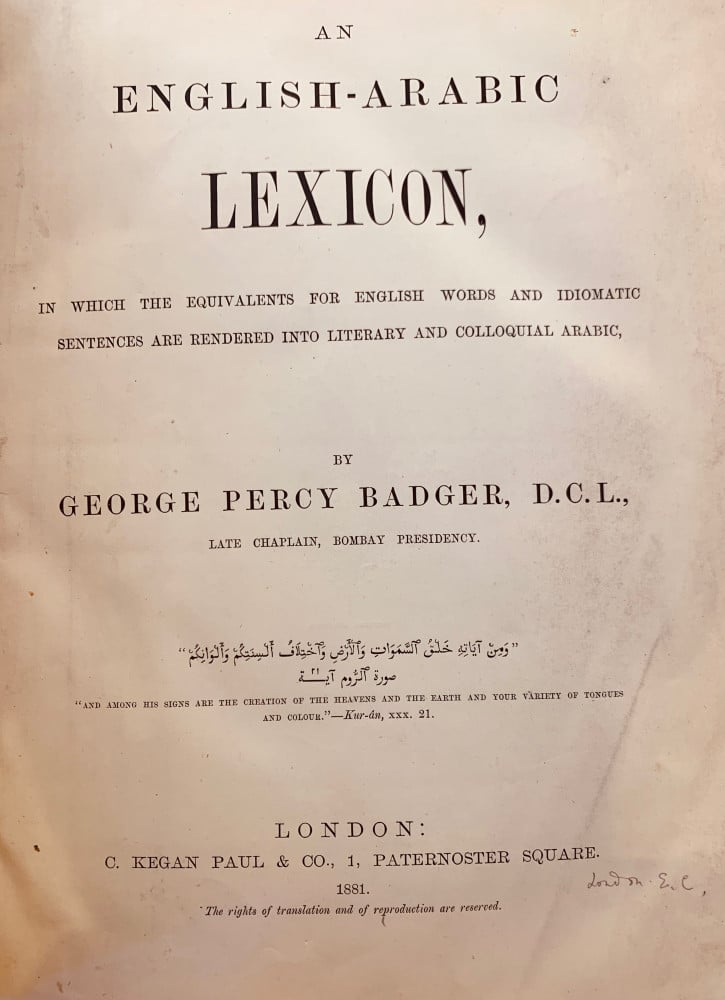 AN
ENGLISH-ARABIC
LEXICON,
IN WHICH THE EQUIVALENTS FOR ENGLISH WORDS AND IDIOMATIC
SENTENCES ARE RENDERED INTO LITERARY AND COLLOQUIAL ARABIC,
BY
GEORGE PERCY BADGER, D.C.L.,
LATE CHAPLAIN, BOMBAY PRESIDENCY.
"وَمِنْ آيَاتِهِ خَلْقُ ٱلسَّمَوَاتِ وَٱلْأَرْضِ وَٱخْتِلَافُ أَلْسِنَتِكُمْ وَأَلْوَانِكُمْ"
صورة ٱلرُّوم آيـــة ٢١
"AND AMONG HIS SIGNS ARE THE CREATION OF THE HEAVENS AND THE EARTH AND YOUR VARIETY OF TONGUES
AND COLOUR."—Kur-án, xxx. 21.
LONDON:
C. KEGAN PAUL & CO., 1, PATERNOSTER SQUARE.
London. E. C,
1881.
The rights of translation and of reproduction are reserved.